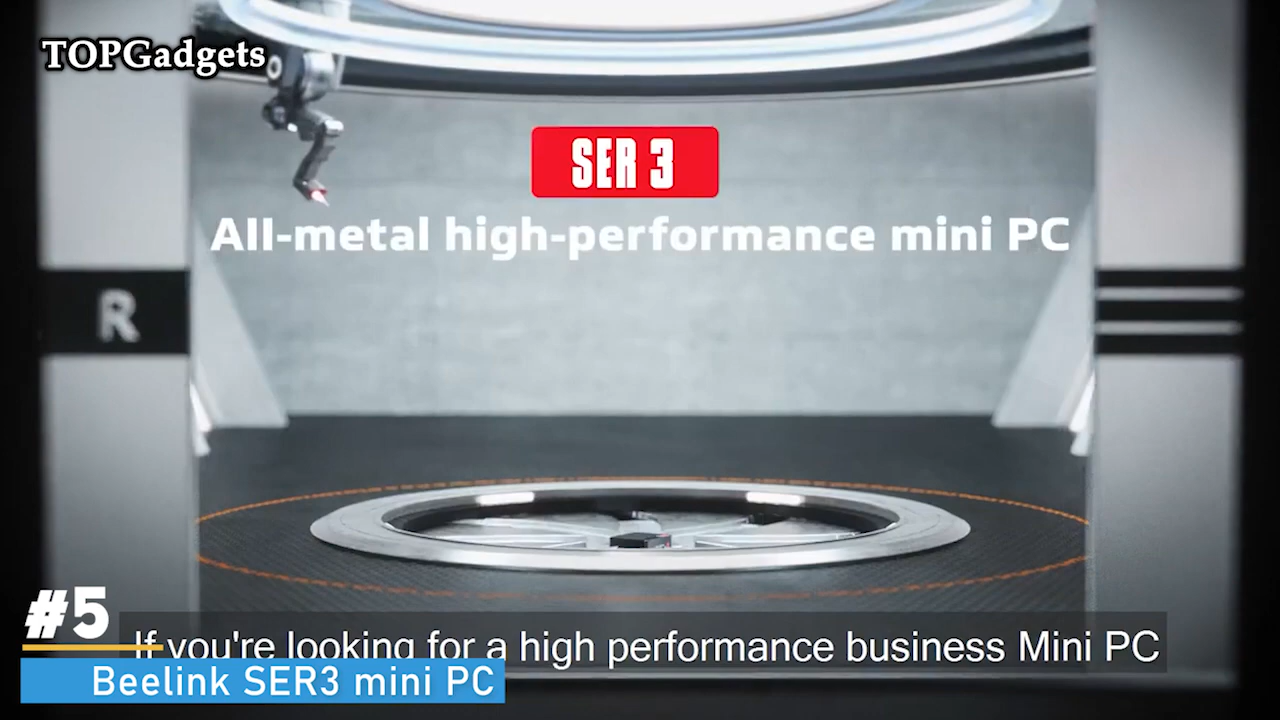 TOPGadgets
SER 3
All-metal high-performance mini PC
R
#5
If you're looking for a high performance business Mini PC
Beelink SER3 mini PC